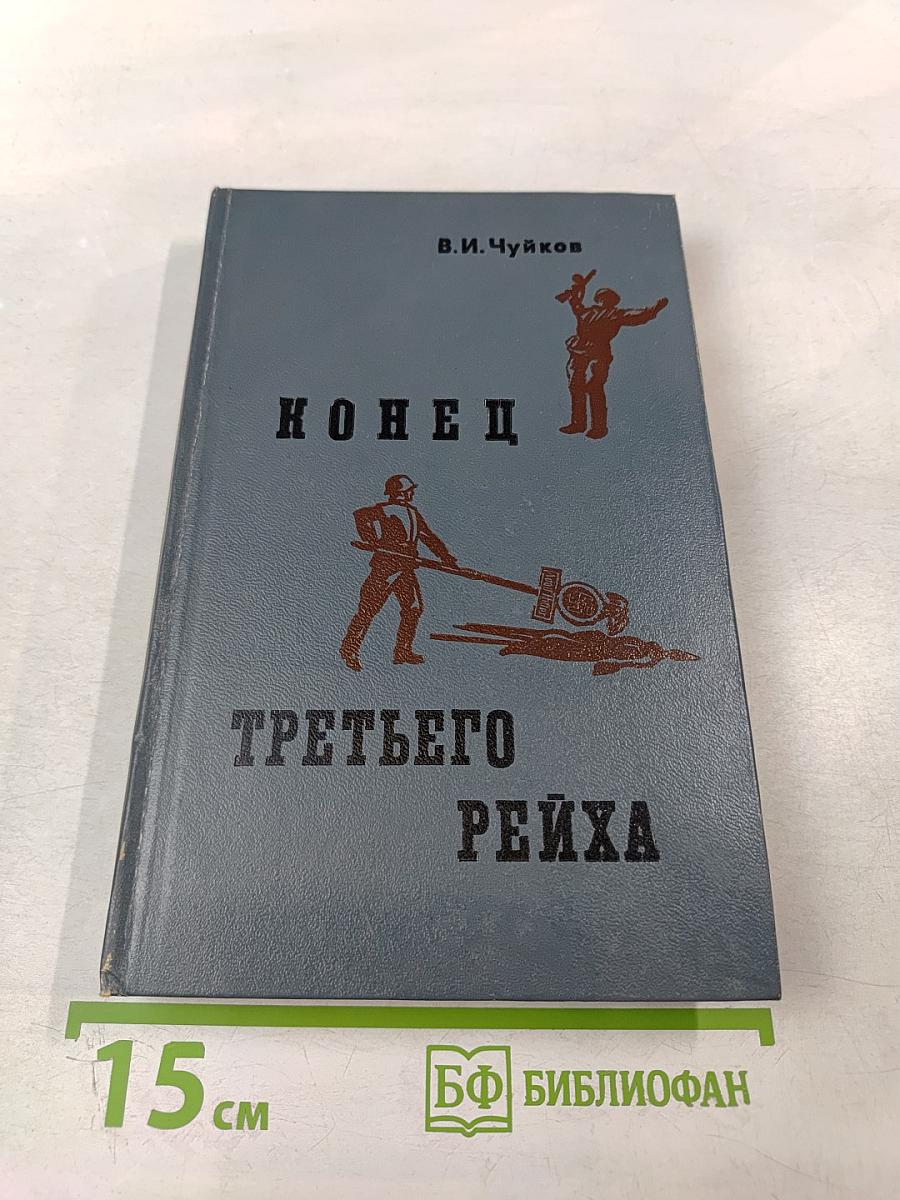 В.И.Чуйков
КОНЕЦ
ТРЕТЬЕГО
РЕЙХА
15 см
БФ БИБЛИОФАН